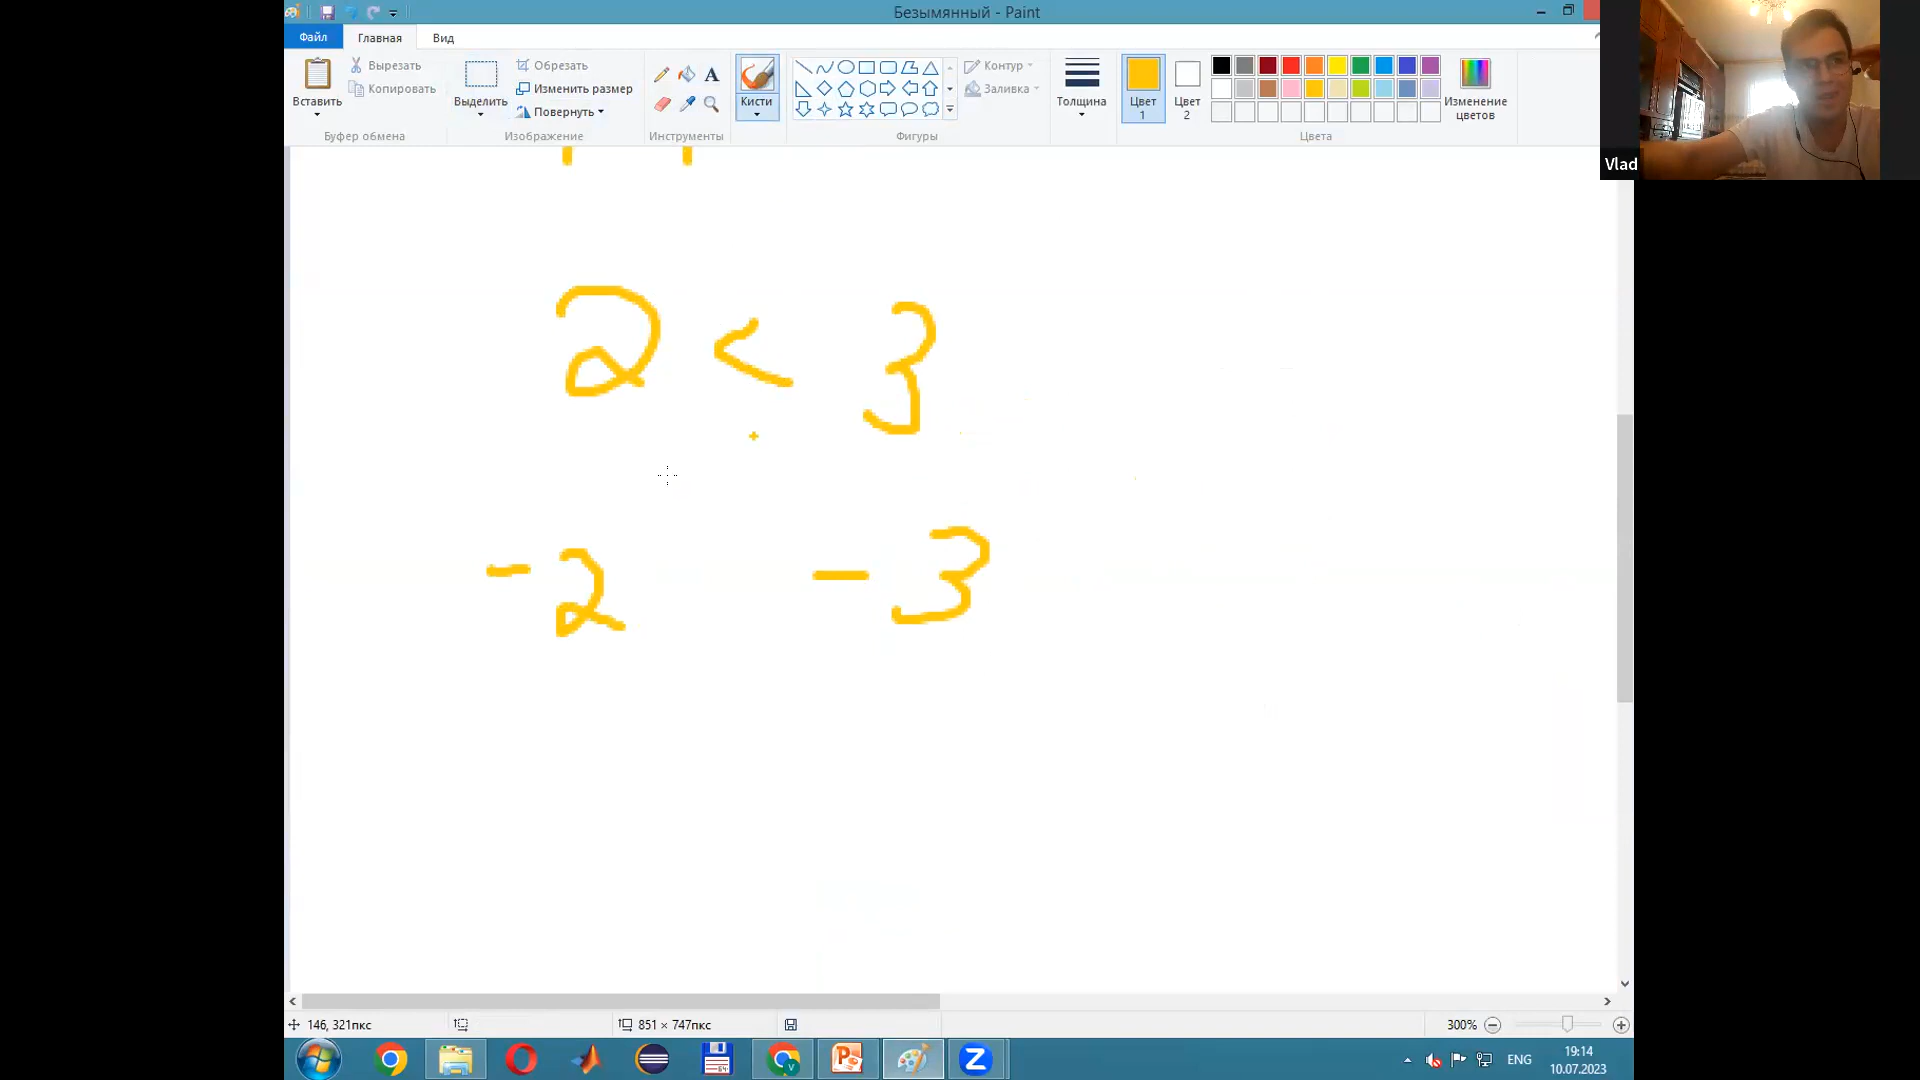 Безымянный - Paint
Файл Главная Вид
Вставить
Вырезать
Копировать
Буфер обмена
Выделить
Обрезать
Изменить размер
Повернуть
Изображение
A
Инструменты
Кисти
Фигуры
Контур
Заливка
Толщина
Цвет
1
Цвет
2
Изменение
цветов
Цвета
Vlad
2 < 3
-2 -3
146, 321пкс
851 × 747пкс
300%
ENG
19:14
10.07.2023